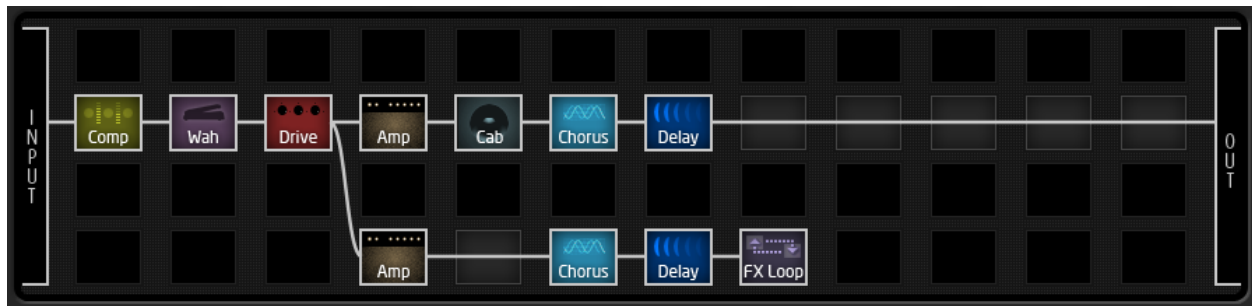 INPUT
Comp Wah Drive Amp Cab Chorus Delay
OUT
Amp Chorus Delay FX Loop